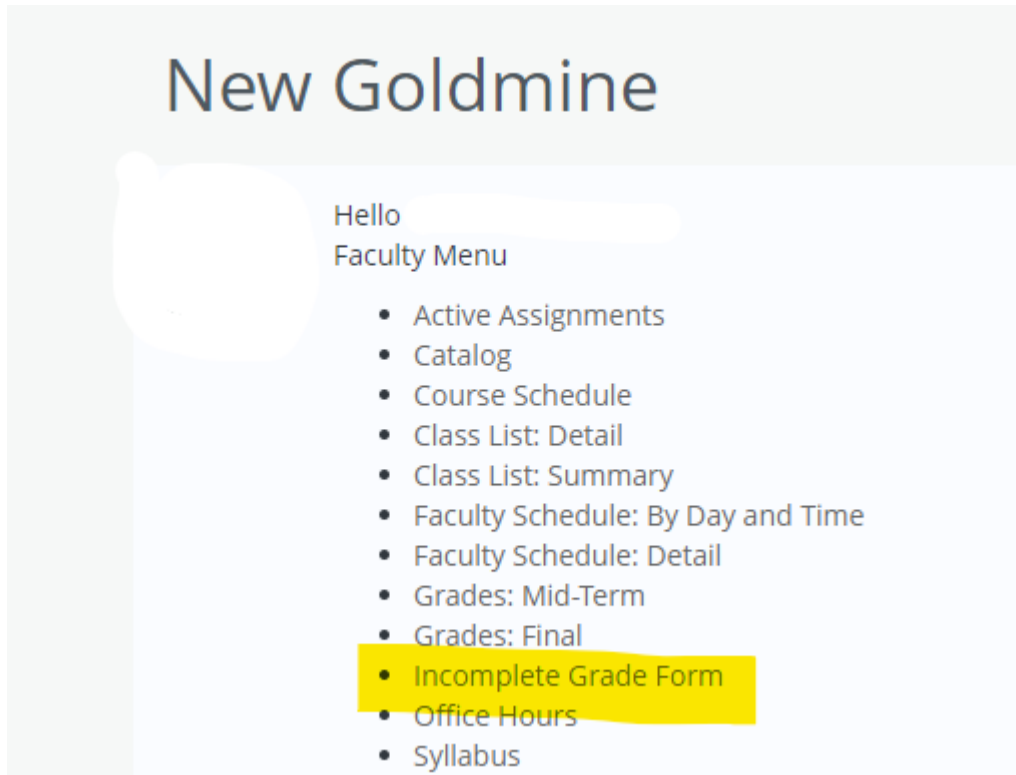 New Goldmine
Hello
Faculty Menu
Active Assignments
Catalog
Course Schedule
Class List: Detail
Class List: Summary
Faculty Schedule: By Day and Time
Faculty Schedule: Detail
Grades: Mid-Term
Grades: Final
Incomplete Grade Form
Office Hours
Syllabus